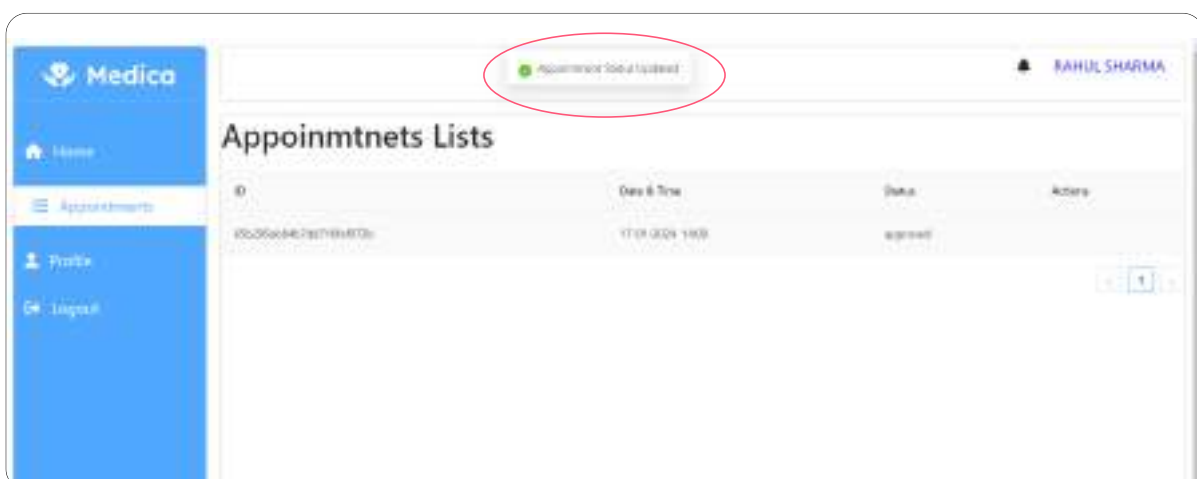 Medica
Appointment Status Updated
RAHUL SHARMA
Home
Appointments
Profile
Logout
Appoinmtnets Lists
ID Date & Time Status Actions
approved
1